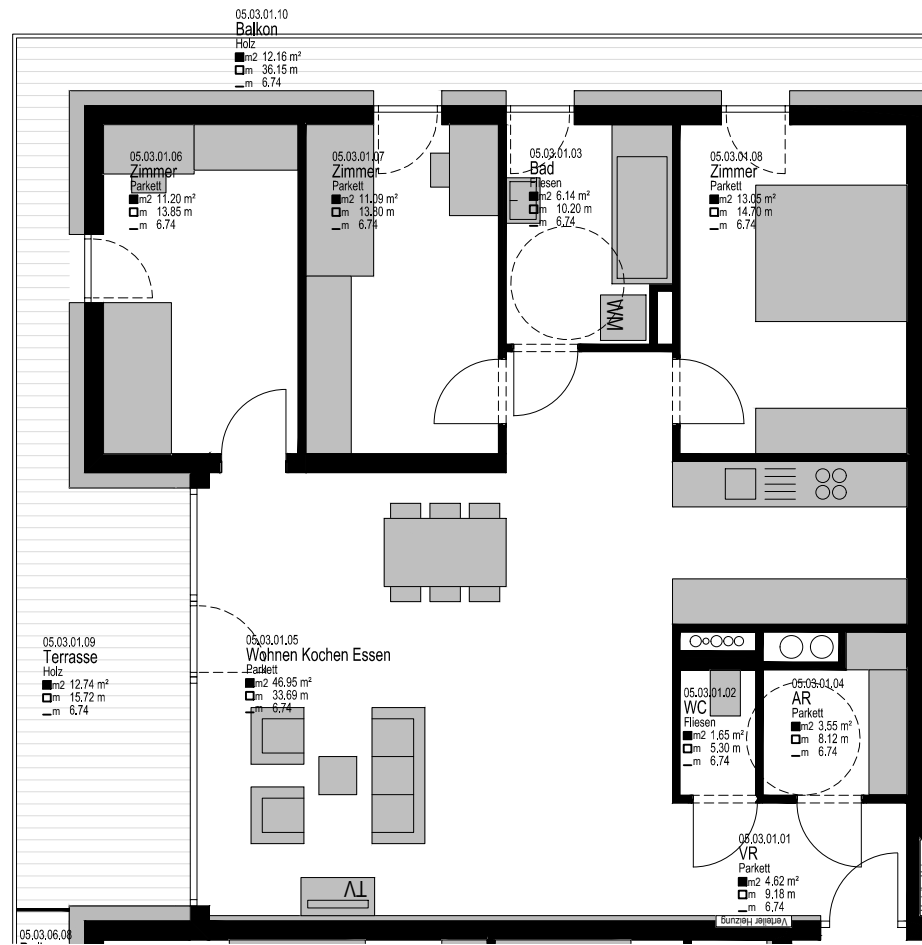 05.03.01.10
Balkon
Holz
m2 12.16 m²
m 36.15 m
m 6.74
05.03.01.06
Zimmer
Parkett
m2 11.20 m²
m 13.85 m
m 6.74
05.03.01.07
Zimmer
Parkett
m2 11.09 m²
m 13.80 m
m 6.74
05.03.01.03
Bad
Fliesen
m2 6.14 m²
m 10.20 m
m 6.74
05.03.01.08
Zimmer
Parkett
m2 13.05 m²
m 14.70 m
m 6.74
WM
05.03.01.09
Terrasse
Holz
m2 12.74 m²
m 15.72 m
m 6.74
05.03.01.05
Wohnen Kochen Essen
Parkett
m2 46.95 m²
m 33.69 m
m 6.74
05.03.01.02
WC
Fliesen
m2 1.65 m²
m 5.30 m
m 6.74
05.03.01.04
AR
Parkett
m2 3.55 m²
m 8.12 m
m 6.74
05.03.01.01
VR
Parkett
m2 4.62 m²
m 9.18 m
m 6.74
TV
Verteiler Heizung
05.03.06.08